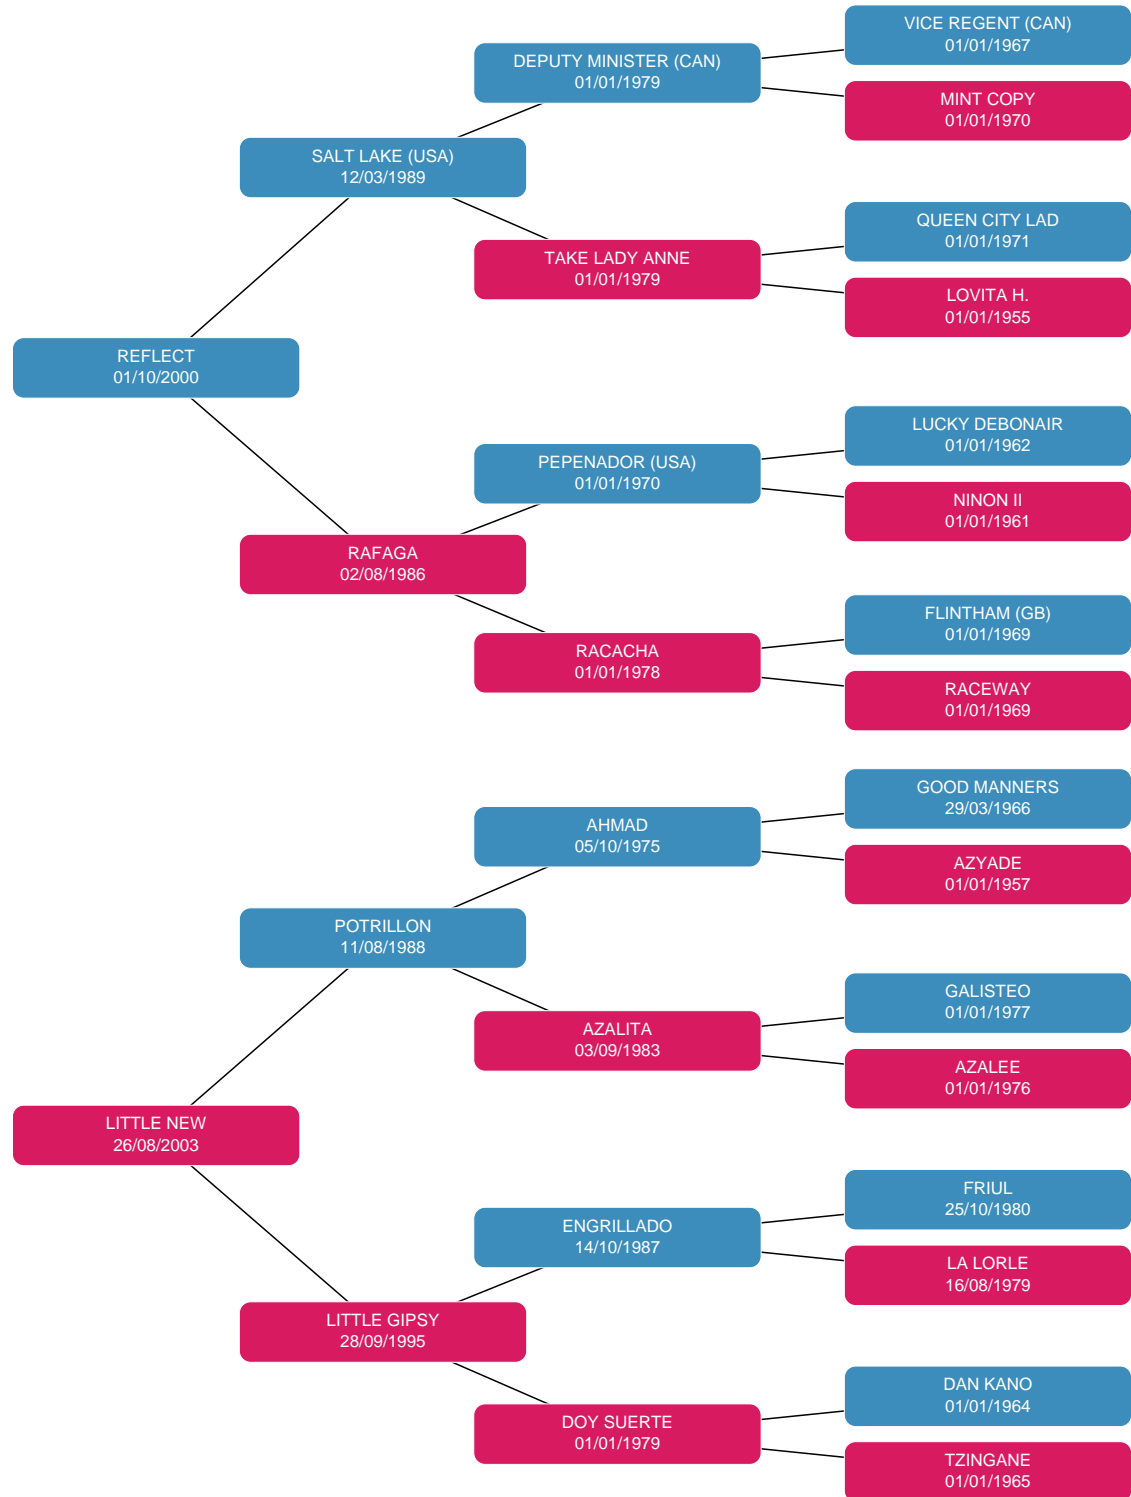 VICE REGENT (CAN)
01/01/1967
DEPUTY MINISTER (CAN)
01/01/1979
MINT COPY
01/01/1970
SALT LAKE (USA)
12/03/1989
QUEEN CITY LAD
01/01/1971
TAKE LADY ANNE
01/01/1979
LOVITA H.
01/01/1955
REFLECT
01/10/2000
LUCKY DEBONAIR
01/01/1962
PEPENADOR (USA)
01/01/1970
NINON II
01/01/1961
RAFAGA
02/08/1986
FLINTHAM (GB)
01/01/1969
RACACHA
01/01/1978
RACEWAY
01/01/1969
GOOD MANNERS
29/03/1966
AHMAD
05/10/1975
AZYADE
01/01/1957
POTRILLON
11/08/1988
GALISTEO
01/01/1977
AZALITA
03/09/1983
AZALEE
01/01/1976
LITTLE NEW
26/08/2003
FRIUL
25/10/1980
ENGRILLADO
14/10/1987
LA LORLE
16/08/1979
LITTLE GIPSY
28/09/1995
DAN KANO
01/01/1964
DOY SUERTE
01/01/1979
TZINGANE
01/01/1965